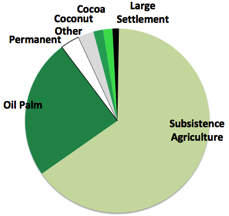 Large
Settlement
Cocoa
Coconut
Other
Permanent
Oil Palm
Subsistence
Agriculture